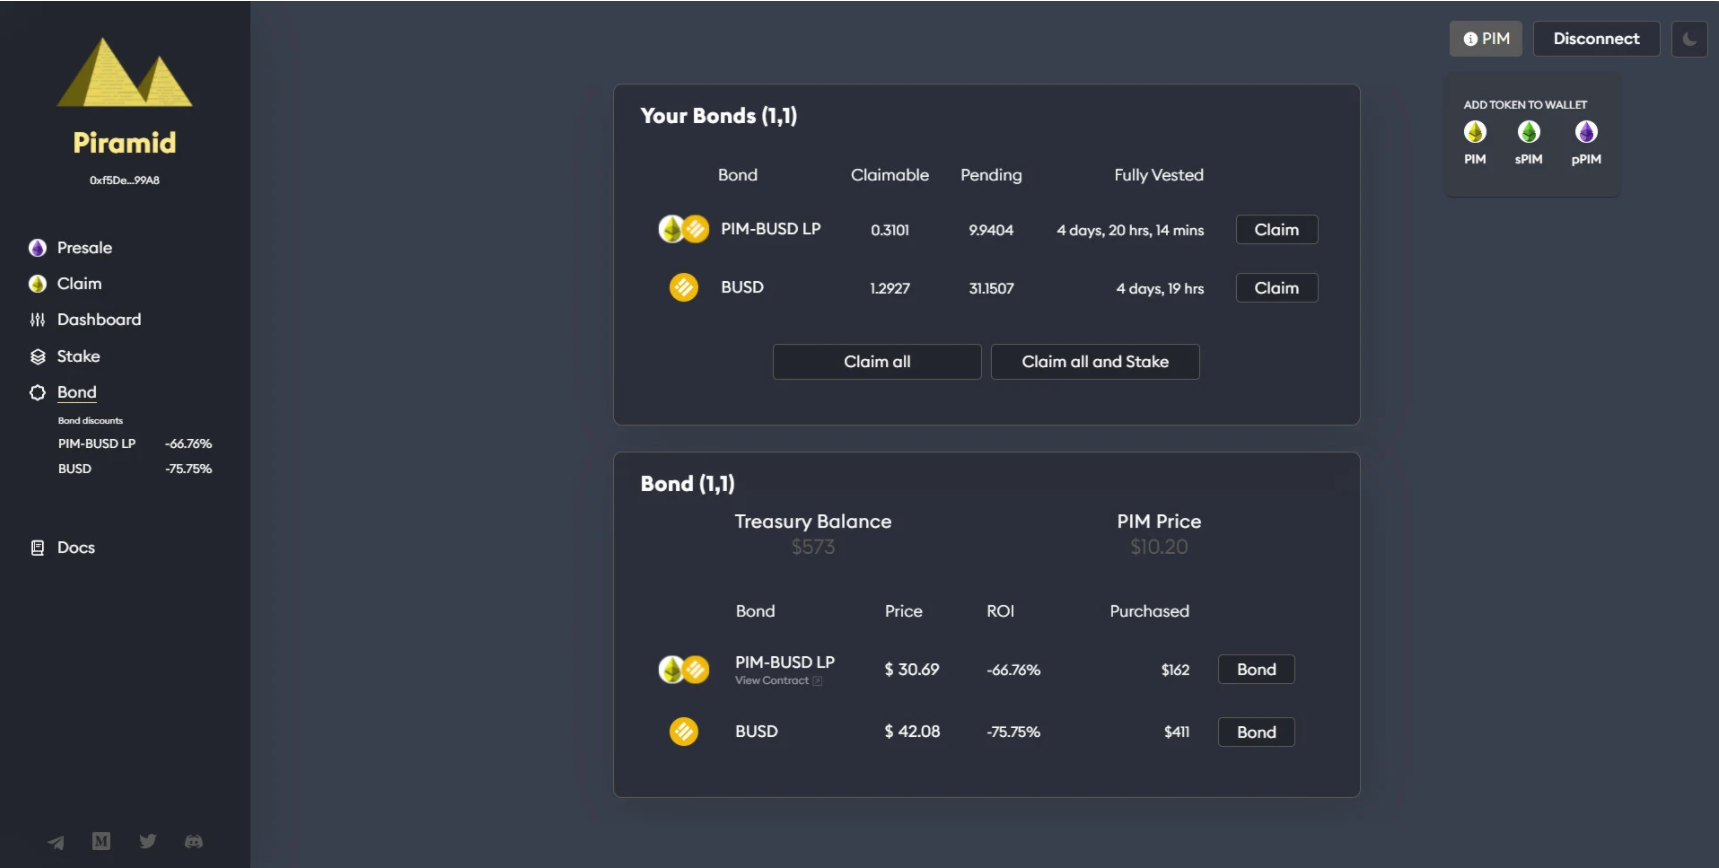 Piramid
0xf5De...99A8
Presale
Claim
Dashboard
Stake
Bond
Bond discounts
PIM-BUSD LP -66.76%
BUSD -75.75%
Docs
PIM
Disconnect
ADD TOKEN TO WALLET
PIM sPIM pPIM
Your Bonds (1,1)
Bond Claimable Pending Fully Vested
PIM-BUSD LP 0.3101 9.9404 4 days, 20 hrs, 14 mins Claim
BUSD 1.2927 31.1507 4 days, 19 hrs Claim
Claim all Claim all and Stake
Bond (1,1)
Treasury Balance PIM Price
$573 $10.20
Bond Price ROI Purchased
PIM-BUSD LP $ 30.69 -66.76% $162 Bond
View Contract
BUSD $ 42.08 -75.75% $411 Bond